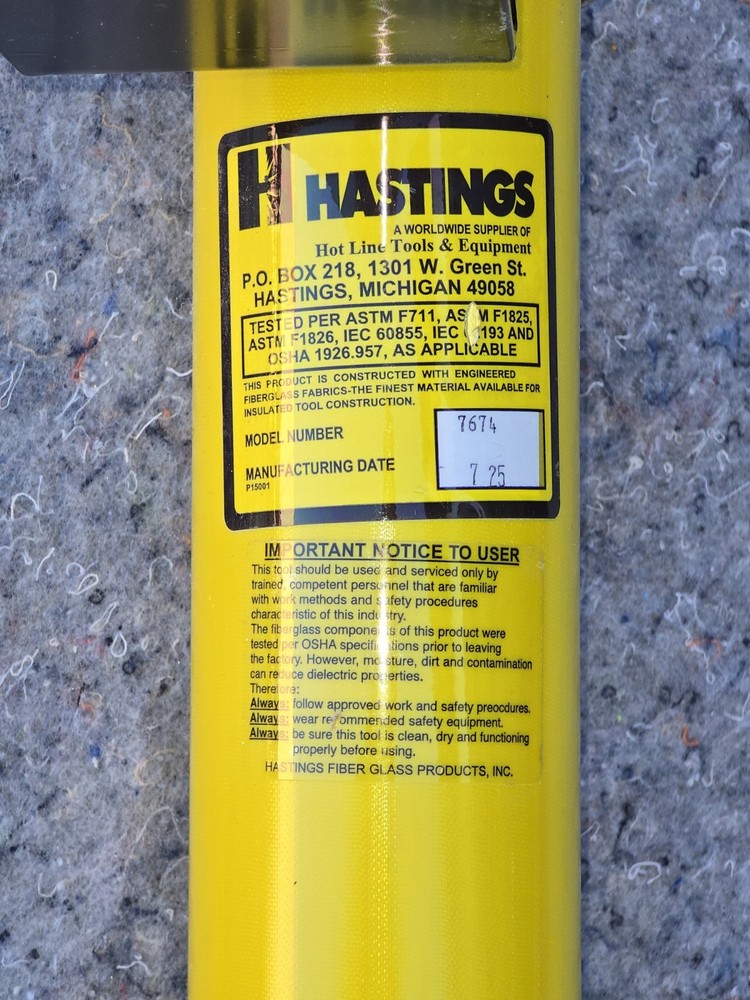 H HASTINGS
A WORLDWIDE SUPPLIER OF
Hot Line Tools & Equipment
P.O. BOX 218, 1301 W. Green St.
HASTINGS, MICHIGAN 49058
TESTED PER ASTM F711, ASTM F1825,
ASTM F1826, IEC 60855, IEC 193 AND
OSHA 1926.957, AS APPLICABLE
THIS PRODUCT IS CONSTRUCTED WITH ENGINEERED
FIBERGLASS FABRICS-THE FINEST MATERIAL AVAILABLE FOR
INSULATED TOOL CONSTRUCTION.
MODEL NUMBER 7674
MANUFACTURING DATE 7 25
P15001
IMPORTANT NOTICE TO USER
This tool should be used and serviced only by
trained, competent personnel that are familiar
with work methods and safety procedures
characteristic of this industry.
The fiberglass components of this product were
tested per OSHA specifications prior to leaving
the factory. However, moisture, dirt and contamination
can reduce dielectric properties.
Therefore:
Always: follow approved work and safety preocdures.
Always: wear recommended safety equipment.
Always: be sure this tool is clean, dry and functioning
properly before using.
HASTINGS FIBER GLASS PRODUCTS, INC.